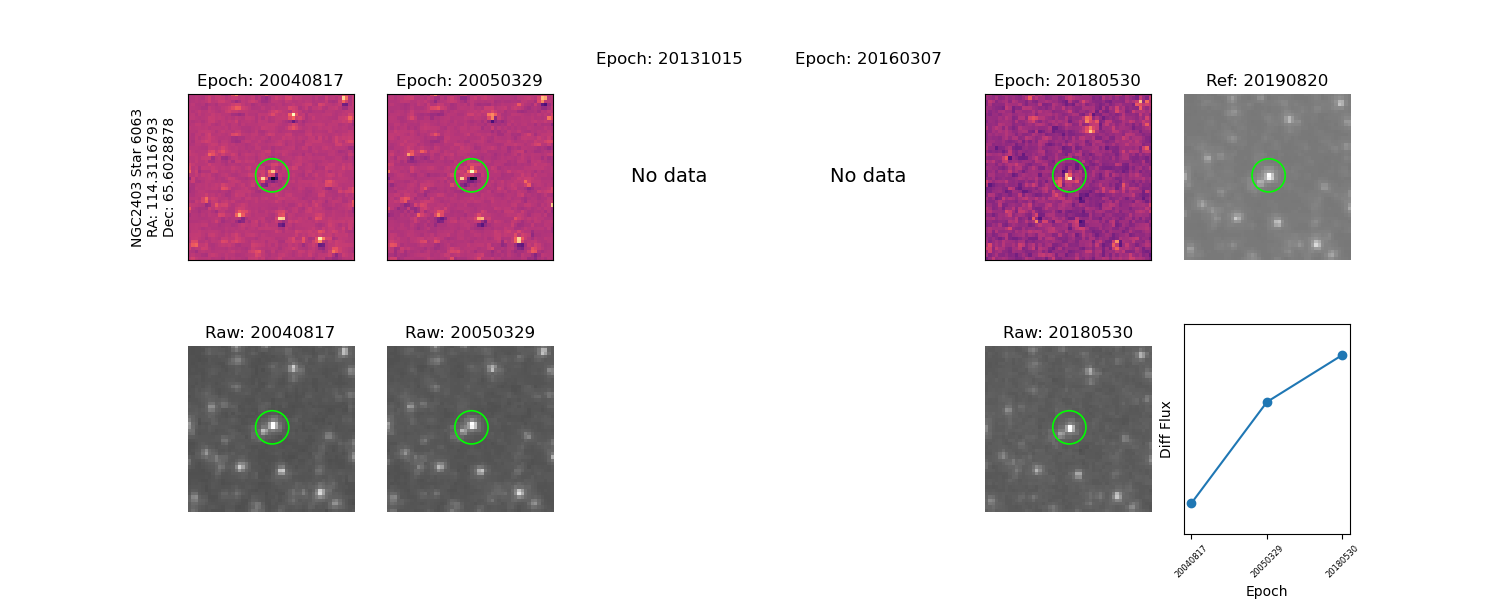 Epoch: 20131015
Epoch: 20160307
Epoch: 20040817
Epoch: 20050329
Epoch: 20180530
Ref: 20190820
NGC2403 Star 6063
RA: 114.3116793
Dec: 65.6028878
No data
No data
Raw: 20040817
Raw: 20050329
Raw: 20180530
Diff Flux
20040817
20050329
20180530
Epoch